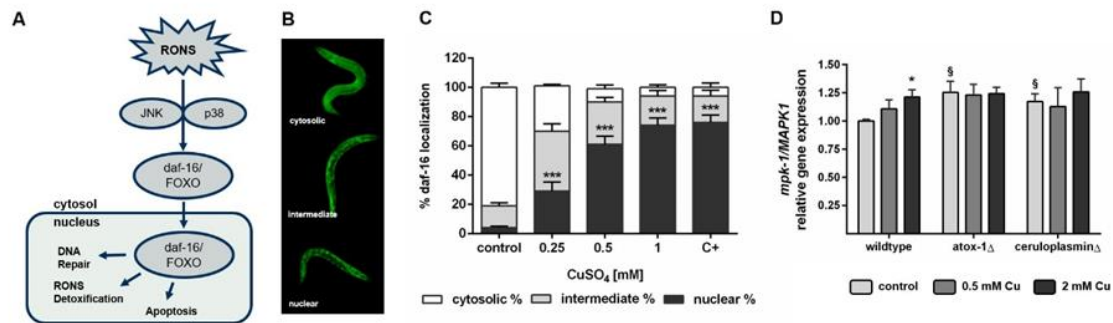 A
RONS
JNK
p38
daf-16/
FOXO
cytosol
nucleus
daf-16/
FOXO
DNA
Repair
RONS
Detoxification
Apoptosis
B
cytosolic
intermediate
nuclear
C
% daf-16 localization
120
100
80
60
40
20
0
***
***
***
***
control
0.25
0.5
1
C+
CuSO4 [mM]
cytosolic %
intermediate %
nuclear %
D
mpk-1/MAPK1
relative gene expression
1.50
1.25
1.00
0.75
0.50
0.25
*
§
§
wildtype
atox-1Δ
ceruloplasminΔ
control
0.5 mM Cu
2 mM Cu